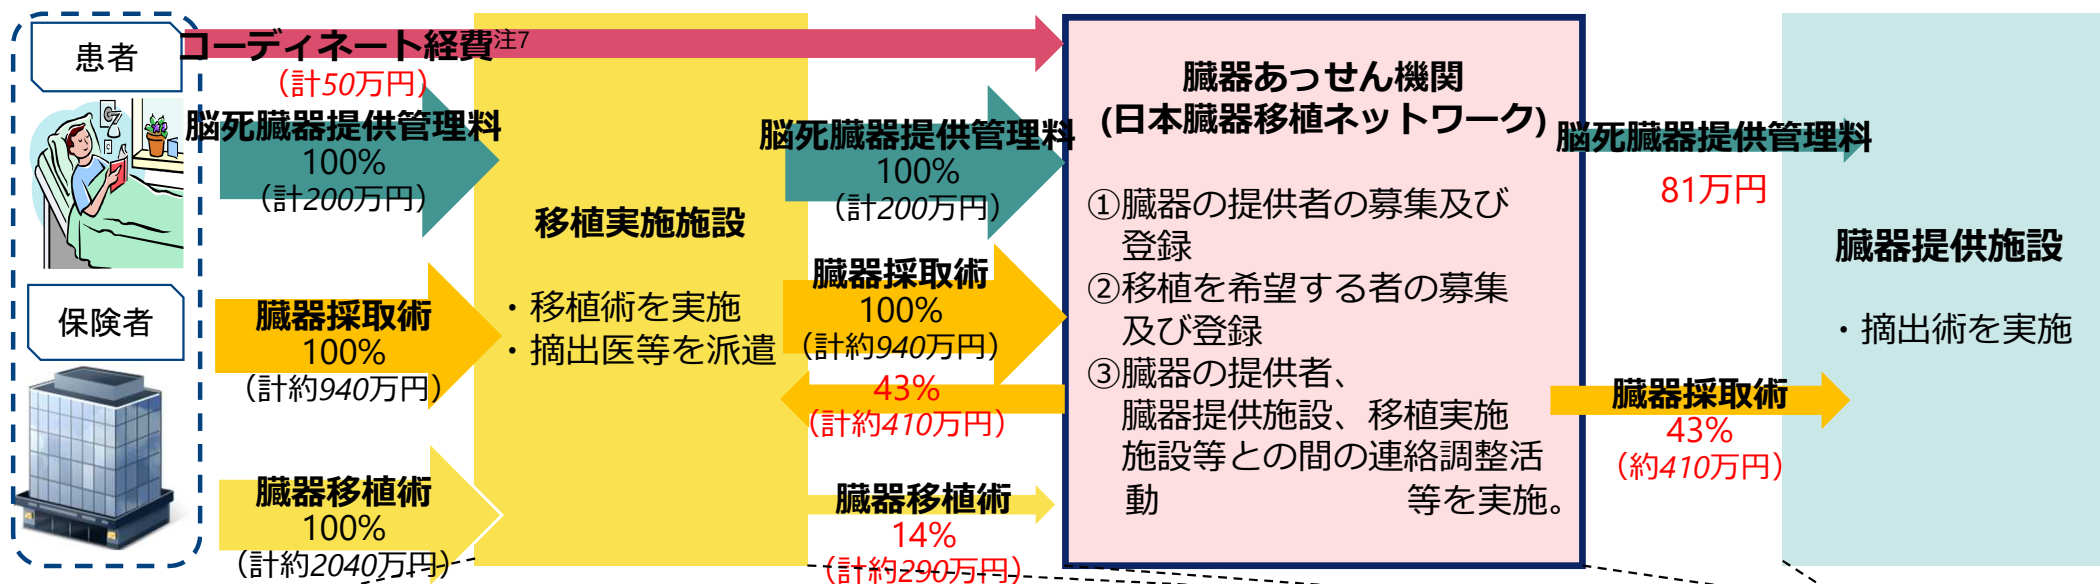 患者
コーディネート経費注7
（計50万円）
脳死臓器提供管理料
100%
（計200万円）
保険者
臓器採取術
100%
（計約940万円）
臓器移植術
100%
（計約2040万円）
移植実施施設
・移植術を実施
・摘出医等を派遣
脳死臓器提供管理料
100%
（計200万円）
臓器採取術
100%
（計約940万円）
43%
（計約410万円）
臓器移植術
14%
（計約290万円）
臓器あっせん機関
(日本臓器移植ネットワーク)
①臓器の提供者の募集及び
登録
②移植を希望する者の募集
及び登録
③臓器の提供者、
臓器提供施設、移植実施
施設等との間の連絡調整活
動 等を実施。
脳死臓器提供管理料
81万円
臓器採取術
43%
（約410万円）
臓器提供施設
・摘出術を実施